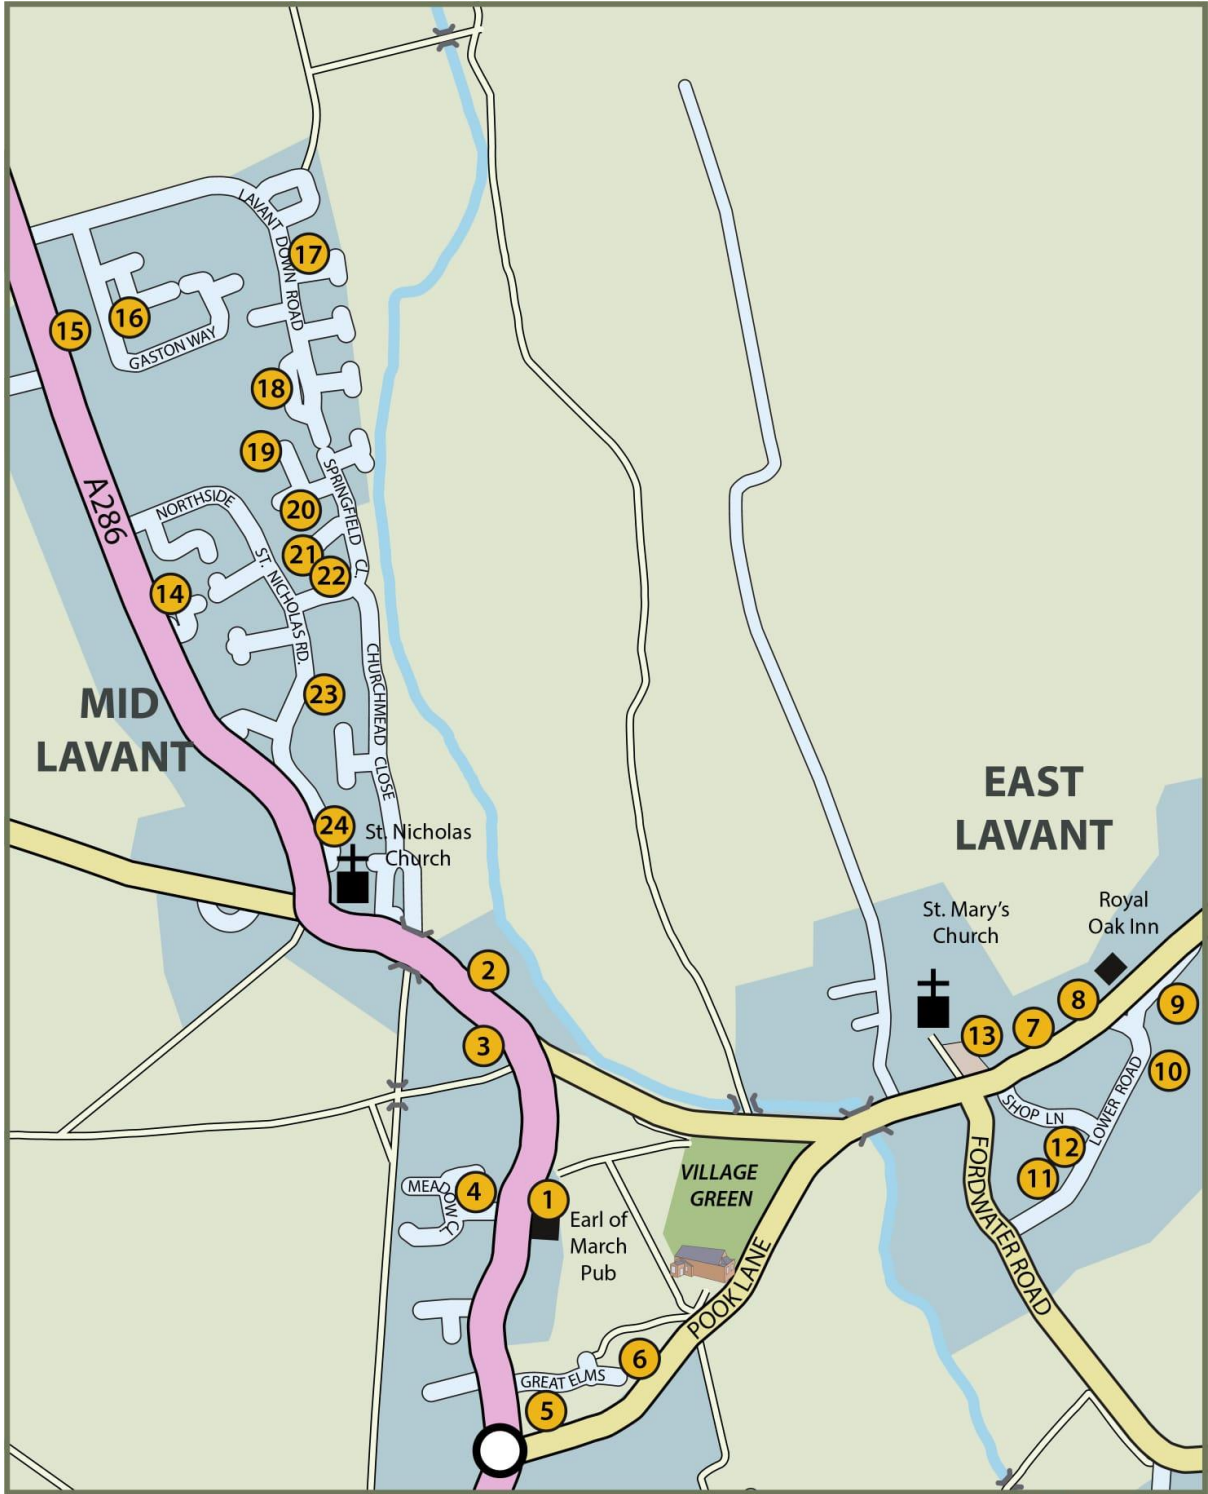 LAVANT DOWN ROAD
17
16
15
GASTON WAY
18
19
SPRINGFIELD CL.
A286
NORTHSIDE
20
21
22
ST. NICHOLAS RD.
14
CHURCHMEAD CLOSE
23
MID
LAVANT
24
St. Nicholas
Church
EAST
LAVANT
St. Mary's
Church
Royal
Oak Inn
2
3
13
7
8
9
10
SHOP LN
LOWER ROAD
12
11
FORDWATER ROAD
VILLAGE
GREEN
MEADOW C
4
1
Earl of
March
Pub
POOK LANE
6
GREAT ELMS
5